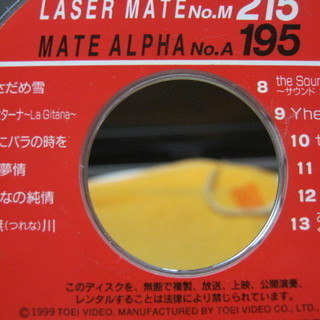 LASER MATE No.M 215
MATE ALPHA No.A 195
さだめ雪
ターナ〜La Gitana〜
にバラの時を
夢情
なの純情
(つれな)川
8 the Soun
〜サウンド
9 Yhe
10
11
12
13
このディスクを、無断で複製、放送、上映、公開演奏、
レンタルすることは法律により禁じられています。
©1999 TOEI VIDEO. MANUFACTURED BY TOEI VIDEO CO.,L